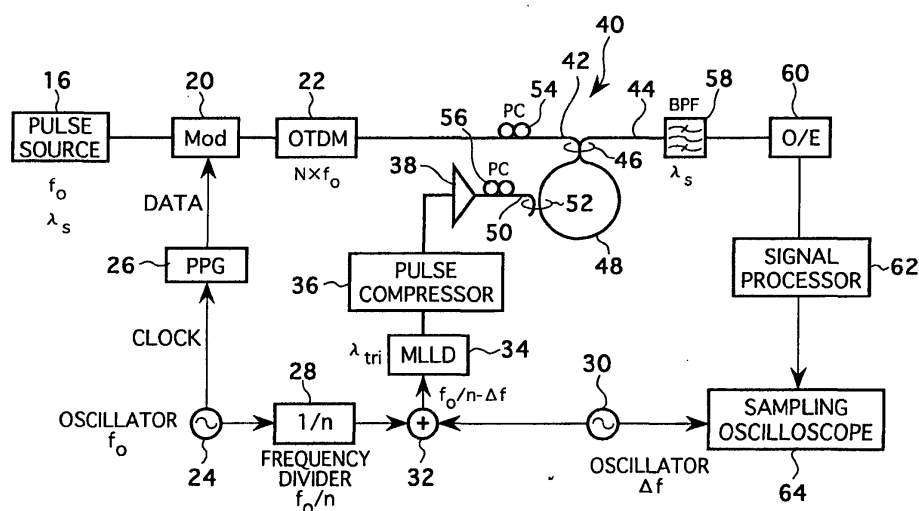 40
16
20
22
42
44
58
60
54
PC
BPF
PULSE
SOURCE
Mod
OTDM
O/E
56
46
N×fo
38
PC
λs
fo
λs
DATA
50
52
48
26
PPG
36
PULSE
COMPRESSOR
SIGNAL
PROCESSOR
62
CLOCK
λtri
MLLD
34
28
fo/n-Δf
30
OSCILLATOR
fo
1/n
+
SAMPLING
OSCILLOSCOPE
24
FREQUENCY
DIVIDER
fo/n
32
OSCILLATOR
Δf
64